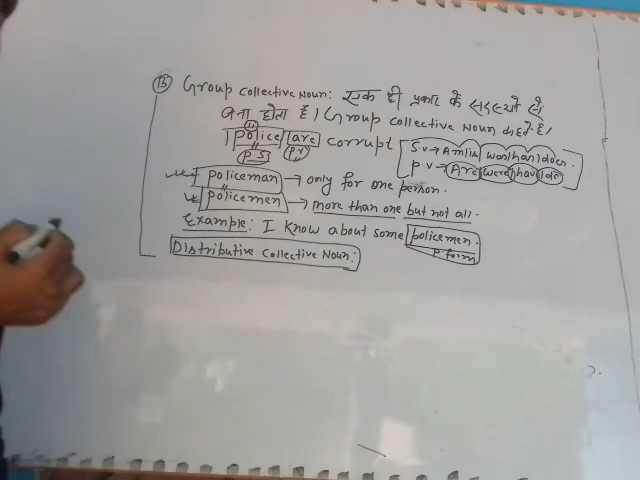 (B) Group Collective Noun: एक ही प्रकार के सदस्यों से
बना होता है। Group Collective Noun कहते हैं।
Police are corrupt
P.S P.V
S.V → Am|is|was|has|does.
P.V → Are|were|have|do
Policeman → only for one person.
Policemen → more than one but not all.
Example: I know about some policemen.
P. form
Distributive Collective Noun: